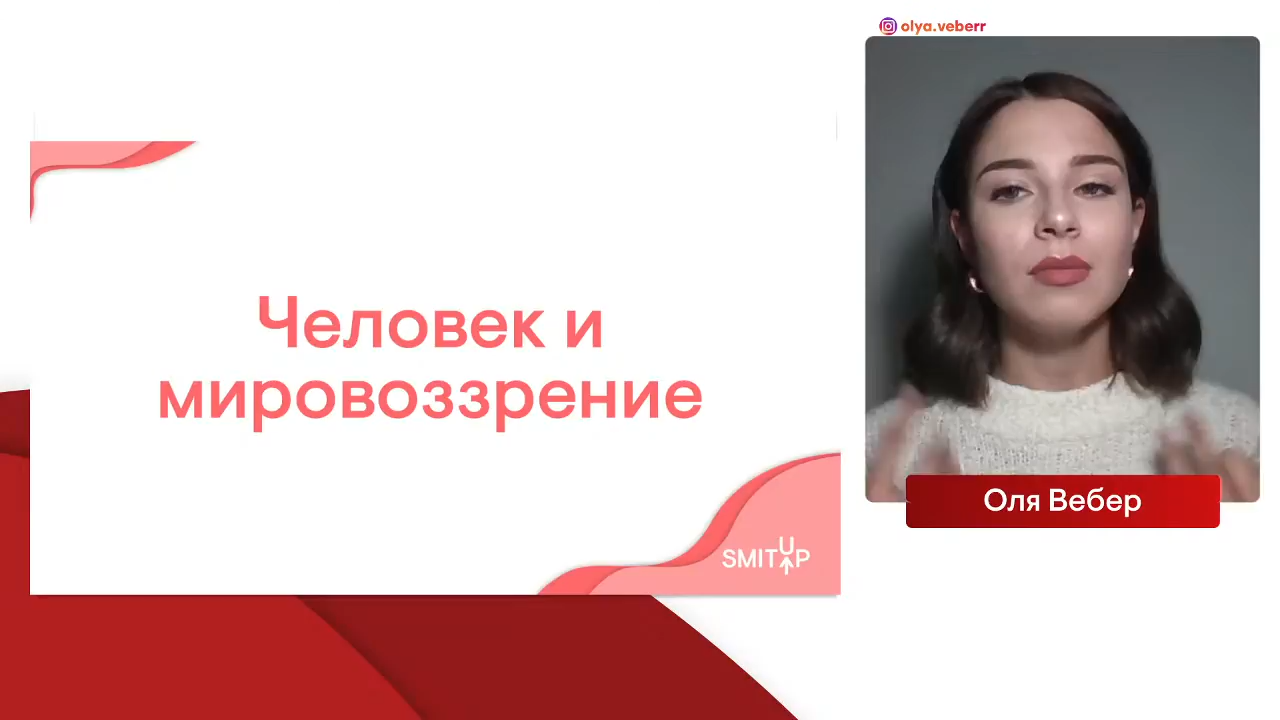 olya.veberr
Человек и
мировоззрение
SMITUP
Оля Вебер